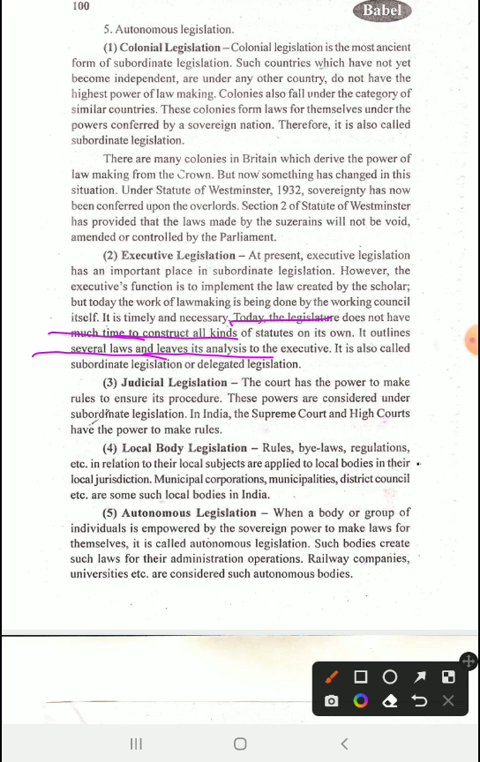 100
Babel
5. Autonomous legislation.
(1) Colonial Legislation – Colonial legislation is the most ancient
form of subordinate legislation. Such countries which have not yet
become independent, are under any other country, do not have the
highest power of law making. Colonies also fall under the category of
similar countries. These colonies form laws for themselves under the
powers conferred by a sovereign nation. Therefore, it is also called
subordinate legislation.
There are many colonies in Britain which derive the power of
law making from the Crown. But now something has changed in this
situation. Under Statute of Westminster, 1932, sovereignty has now
been conferred upon the overlords. Section 2 of Statute of Westminster
has provided that the laws made by the suzerains will not be void,
amended or controlled by the Parliament.
(2) Executive Legislation – At present, executive legislation
has an important place in subordinate legislation. However, the
executive's function is to implement the law created by the scholar;
but today the work of lawmaking is being done by the working council
itself. It is timely and necessary. Today, the legislature does not have
much time to construct all kinds of statutes on its own. It outlines
several laws and leaves its analysis to the executive. It is also called
subordinate legislation or delegated legislation.
(3) Judicial Legislation – The court has the power to make
rules to ensure its procedure. These powers are considered under
subordinate legislation. In India, the Supreme Court and High Courts
have the power to make rules.
(4) Local Body Legislation – Rules, bye-laws, regulations,
etc. in relation to their local subjects are applied to local bodies in their
local jurisdiction. Municipal corporations, municipalities, district council
etc. are some such local bodies in India.
(5) Autonomous Legislation – When a body or group of
individuals is empowered by the sovereign power to make laws for
themselves, it is called autonomous legislation. Such bodies create
such laws for their administration operations. Railway companies,
universities etc. are considered such autonomous bodies.